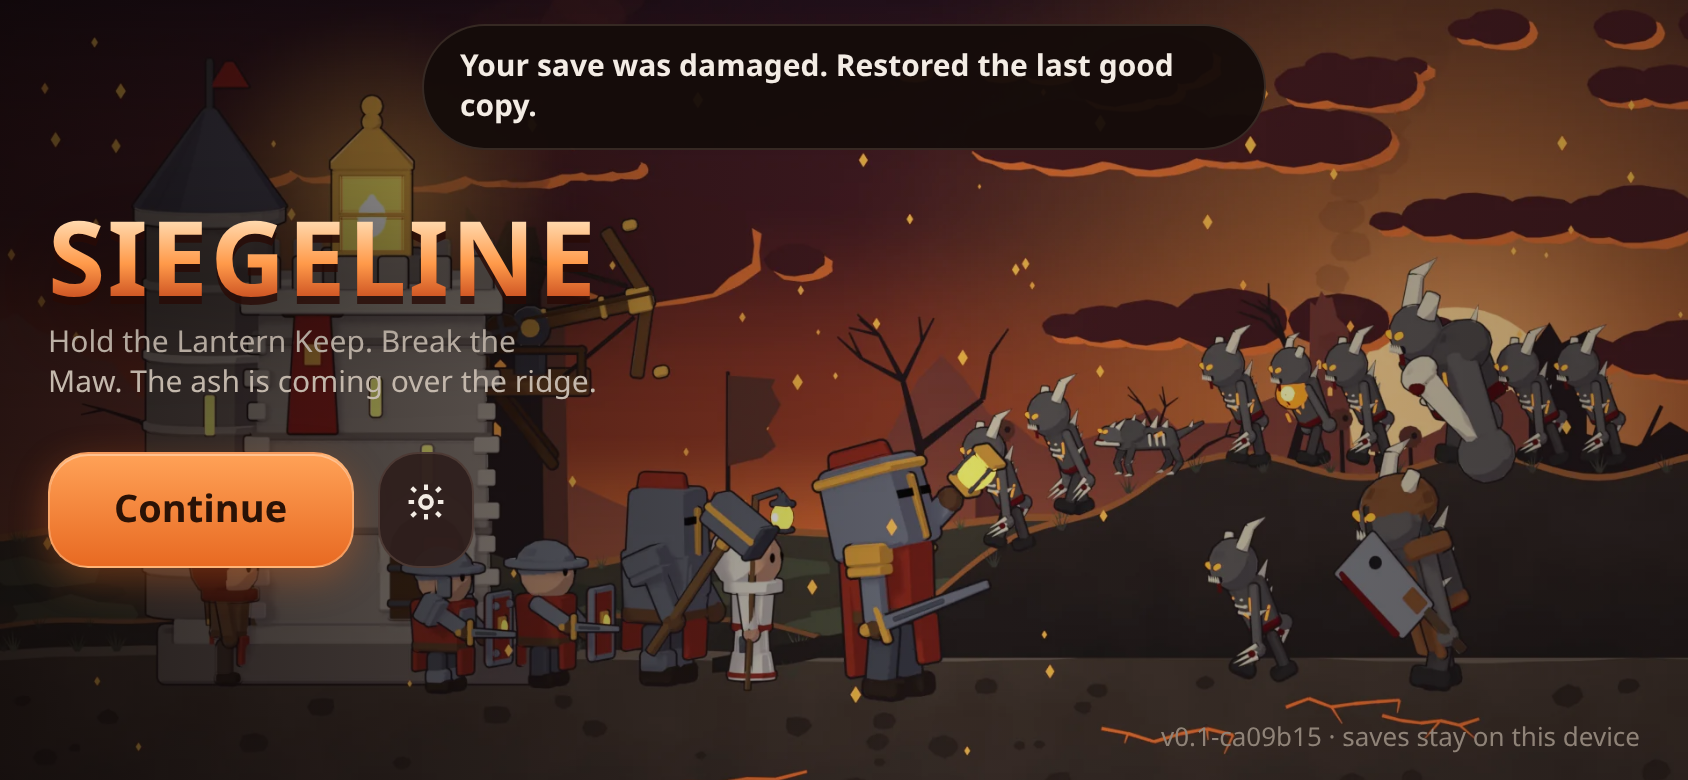 Your save was damaged. Restored the last good
copy.
SIEGELINE
Hold the Lantern Keep. Break the
Maw. The ash is coming over the ridge.
Continue
v0.1-ca09b15 · saves stay on this device